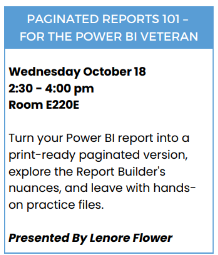 PAGINATED REPORTS 101 –
FOR THE POWER BI VETERAN
Wednesday October 18
2:30 - 4:00 pm
Room E220E
Turn your Power BI report into a
print-ready paginated version,
explore the Report Builder's
nuances, and leave with hands-
on practice files.
Presented By Lenore Flower